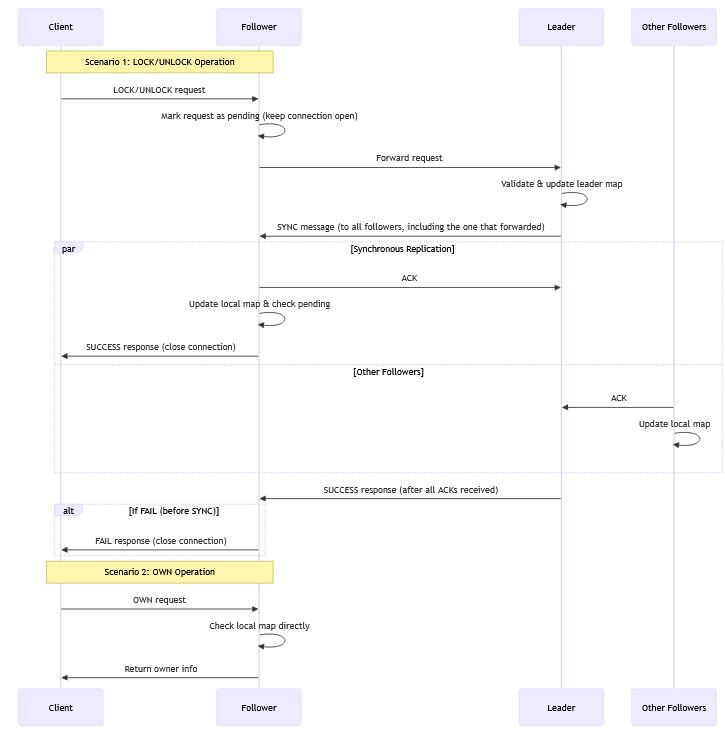 Client
Follower
Leader
Other Followers
Scenario 1: LOCK/UNLOCK Operation
LOCK/UNLOCK request
Mark request as pending (keep connection open)
Forward request
Validate & update leader map
SYNC message (to all followers, including the one that forwarded)
par
[Synchronous Replication]
ACK
Update local map & check pending
SUCCESS response (close connection)
[Other Followers]
ACK
Update local map
SUCCESS response (after all ACKs received)
alt
[If FAIL (before SYNC)]
FAIL response (close connection)
Scenario 2: OWN Operation
OWN request
Check local map directly
Return owner info
Client
Follower
Leader
Other Followers